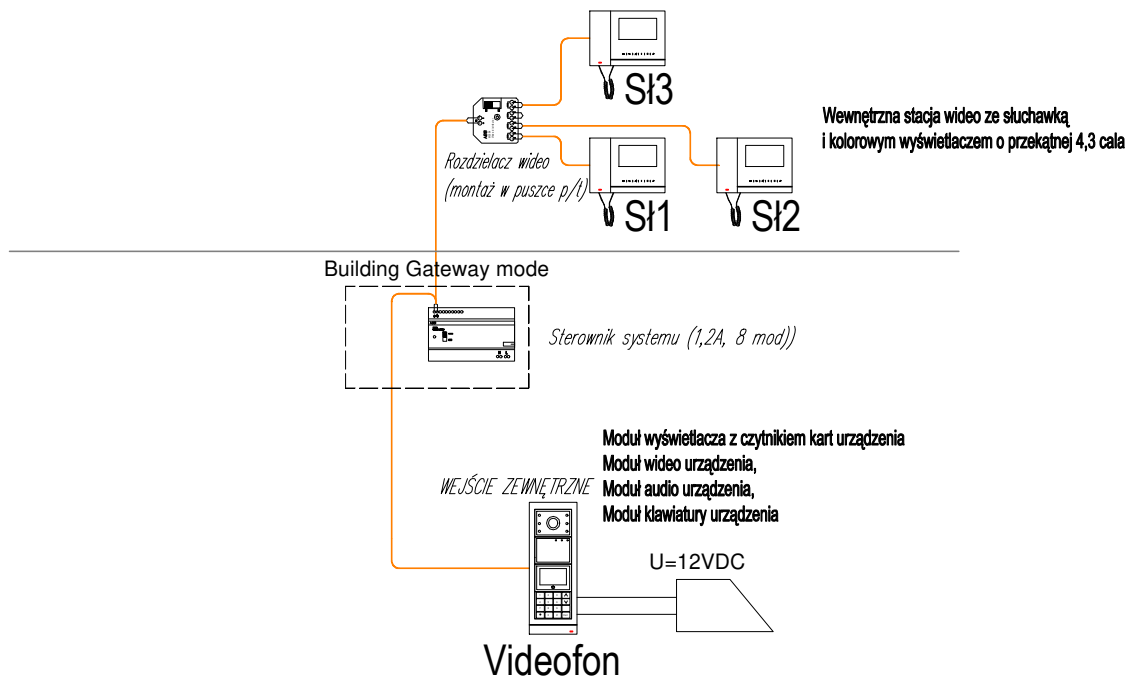 Sł3
Wewnętrzna stacja wideo ze słuchawką
i kolorowym wyświetlaczem o przekątnej 4,3 cala
Rozdzielacz wideo
(montaż w puszce p/t)
Sł1
Sł2
Building Gateway mode
Sterownik systemu (1,2A, 8 mod))
Moduł wyświetlacza z czytnikiem kart urządzenia
Moduł wideo urządzenia,
WEJŚCIE ZEWNĘTRZNE
Moduł audio urządzenia,
Moduł klawiatury urządzenia
U=12VDC
Videofon